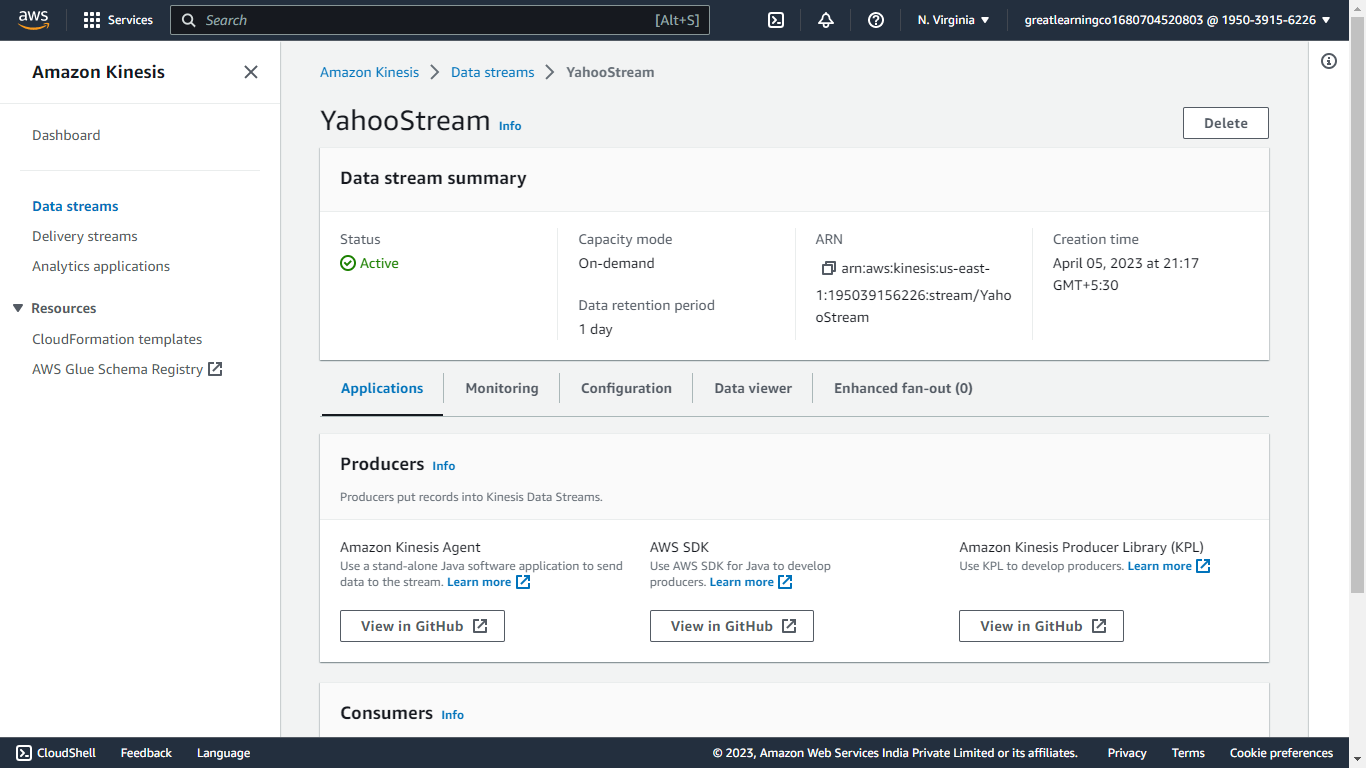 aws
Services
Search
[Alt+S]
N. Virginia
greatlearningco1680704520803 @ 1950-3915-6226
Amazon Kinesis
Dashboard
Data streams
Delivery streams
Analytics applications
Resources
CloudFormation templates
AWS Glue Schema Registry
Amazon Kinesis
Data streams
YahooStream
YahooStream Info
Delete
Data stream summary
Status
Active
Capacity mode
On-demand
Data retention period
1 day
ARN
arn:aws:kinesis:us-east-
1:195039156226:stream/Yaho
oStream
Creation time
April 05, 2023 at 21:17
GMT+5:30
Applications
Monitoring
Configuration
Data viewer
Enhanced fan-out (0)
Producers Info
Producers put records into Kinesis Data Streams.
Amazon Kinesis Agent
Use a stand-alone Java software application to send
data to the stream. Learn more
View in GitHub
AWS SDK
Use AWS SDK for Java to develop
producers. Learn more
View in GitHub
Amazon Kinesis Producer Library (KPL)
Use KPL to develop producers. Learn more
View in GitHub
Consumers Info
CloudShell
Feedback
Language
© 2023, Amazon Web Services India Private Limited or its affiliates.
Privacy
Terms
Cookie preferences